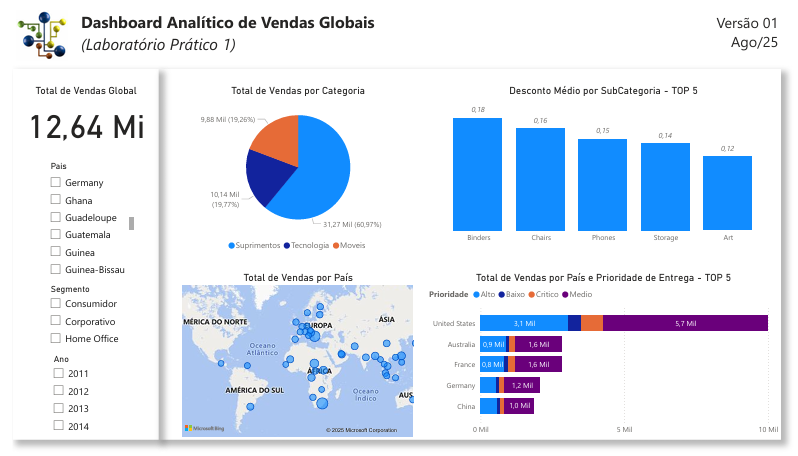 Dashboard Analítico de Vendas Globais
(Laboratório Prático 1)
Versão 01
Ago/25
Total de Vendas Global
12,64 Mi
País
Germany
Ghana
Guadeloupe
Guatemala
Guinea
Guinea-Bissau
Segmento
Consumidor
Corporativo
Home Office
Ano
2011
2012
2013
2014
Total de Vendas por Categoria
9,88 Mil (19,26%)
10,14 Mil
(19,77%)
31,27 Mil (60,97%)
Suprimentos Tecnologia Moveis
Desconto Médio por SubCategoria - TOP 5
0,18
0,16
0,15
0,14
0,12
Binders Chairs Phones Storage Art
Total de Vendas por País
MÉRICA DO NORTE
EUROPA
ÁSIA
Oceano
Atlântico
ÁFRICA
AMÉRICA DO SUL
Oceano
Índico
AUS
Microsoft Bing
© 2025 Microsoft Corporation
Total de Vendas por País e Prioridade de Entrega - TOP 5
Prioridade Alto Baixo Critico Medio
United States 3,1 Mil 5,7 Mil
Australia 0,9 Mil 1,6 Mil
France 0,8 Mil 1,6 Mil
Germany 1,2 Mil
China 1,0 Mil
0 Mil 5 Mil 10 Mil